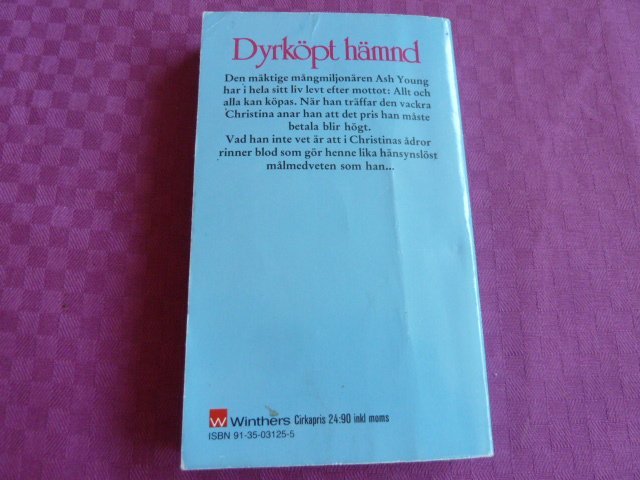 Dyrköpt hämnd
Den mäktige mångmiljonären Ash Young
har i hela sitt liv levt efter mottot: Allt och
alla kan köpas. När han träffar den vackra
Christina anar han att det pris han måste
betala blir högt.
Vad han inte vet är att i Christinas ådror
rinner blod som gör henne lika hänsynslöst
målmedveten som han...
W Winthers Cirkapris 24:90 inkl moms
ISBN 91-35-03125-5